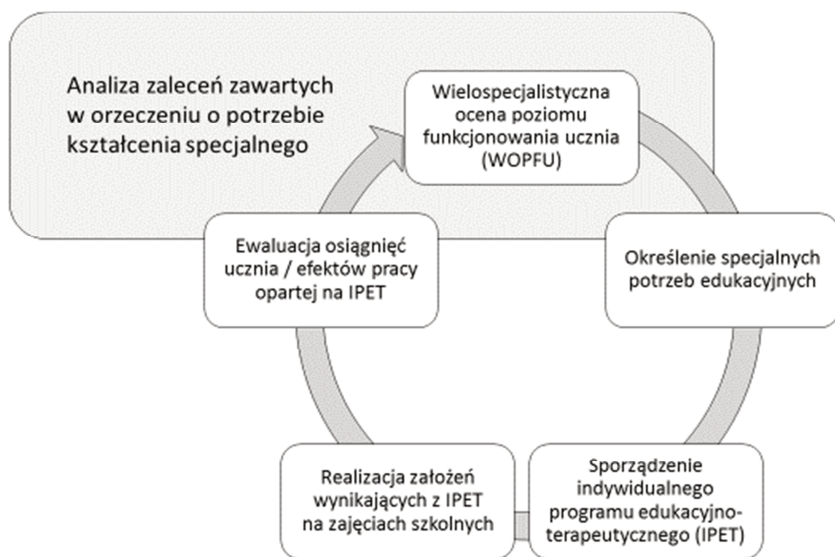 Analiza zaleceń zawartych
w orzeczeniu o potrzebie
kształcenia specjalnego
Wielospecjalistyczna
ocena poziomu
funkcjonowania ucznia
(WOPFU)
Określenie specjalnych
potrzeb edukacyjnych
Sporządzenie
indywidualnego
programu edukacyjno-
terapeutycznego (IPET)
Realizacja założeń
wynikających z IPET
na zajęciach szkolnych
Ewaluacja osiągnięć
ucznia / efektów pracy
opartej na IPET